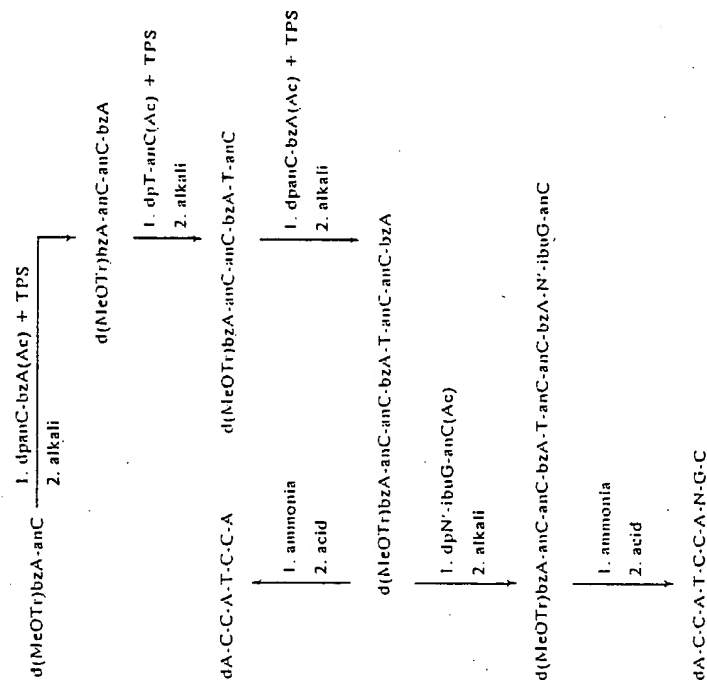 d(MeOTr)bzA-anC
1. dpanC-bzA(Ac) + TPS
2. alkali
d(MeOTr)bzA-anC-anC-bzA
1. dpT-anC(Ac) + TPS
2. alkali
dA-C-C-A-T-C-C-A
d(MeOTr)bzA-anC-anC-bzA-T-anC
1. ammonia
2. acid
1. dpanC-bzA(Ac) + TPS
2. alkali
d(MeOTr)bzA-anC-anC-bzA-T-anC-anC-bzA
1. dpN'-ibuG-anC(Ac)
2. alkali
d(MeOTr)bzA-anC-anC-bzA-T-anC-anC-bzA-N'-ibuG-anC
1. ammonia
2. acid
dA-C-C-A-T-C-C-A-N-G-C